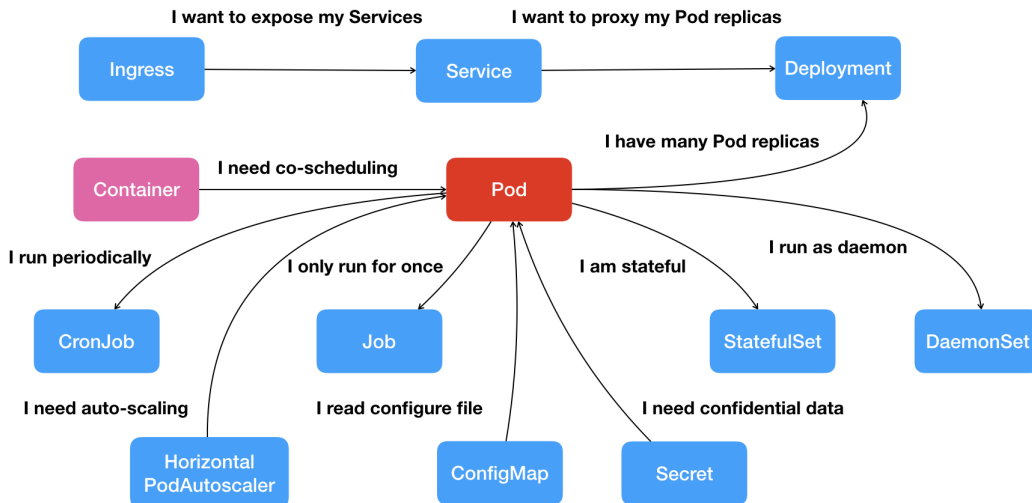 I want to expose my Services
I want to proxy my Pod replicas
Ingress
Service
Deployment
I have many Pod replicas
I need co-scheduling
Container
Pod
I run periodically
I only run for once
I am stateful
I run as daemon
CronJob
Job
StatefulSet
DaemonSet
I need auto-scaling
I read configure file
I need confidential data
Horizontal
PodAutoscaler
ConfigMap
Secret